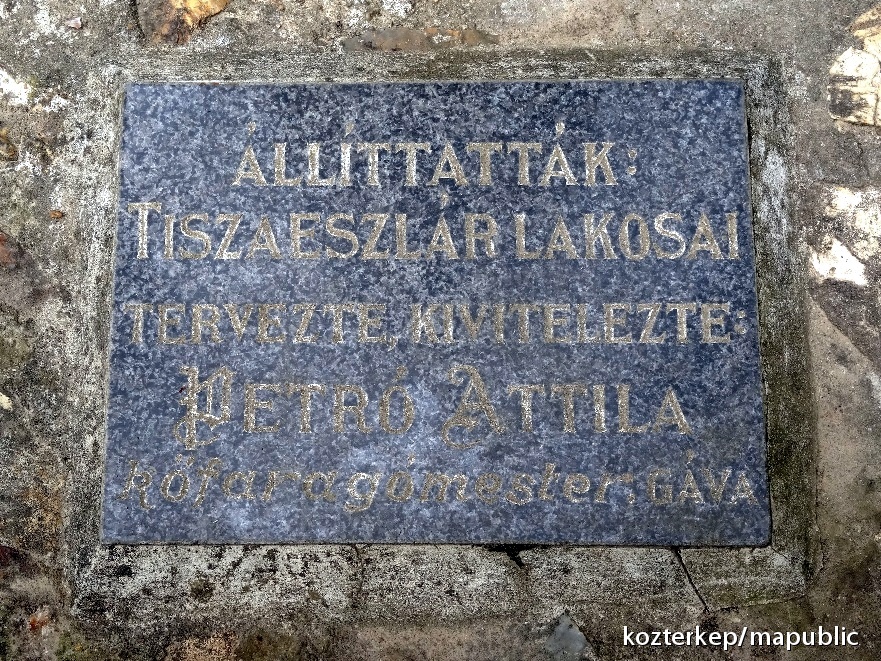 ÁLLÍTTATTÁK:
TISZAESZLÁR LAKOSAI
TERVEZTE, KIVITELEZTE:
PETRÓ ATTILA
kőfaragómester, GÁVA
kozterkep/mapublic